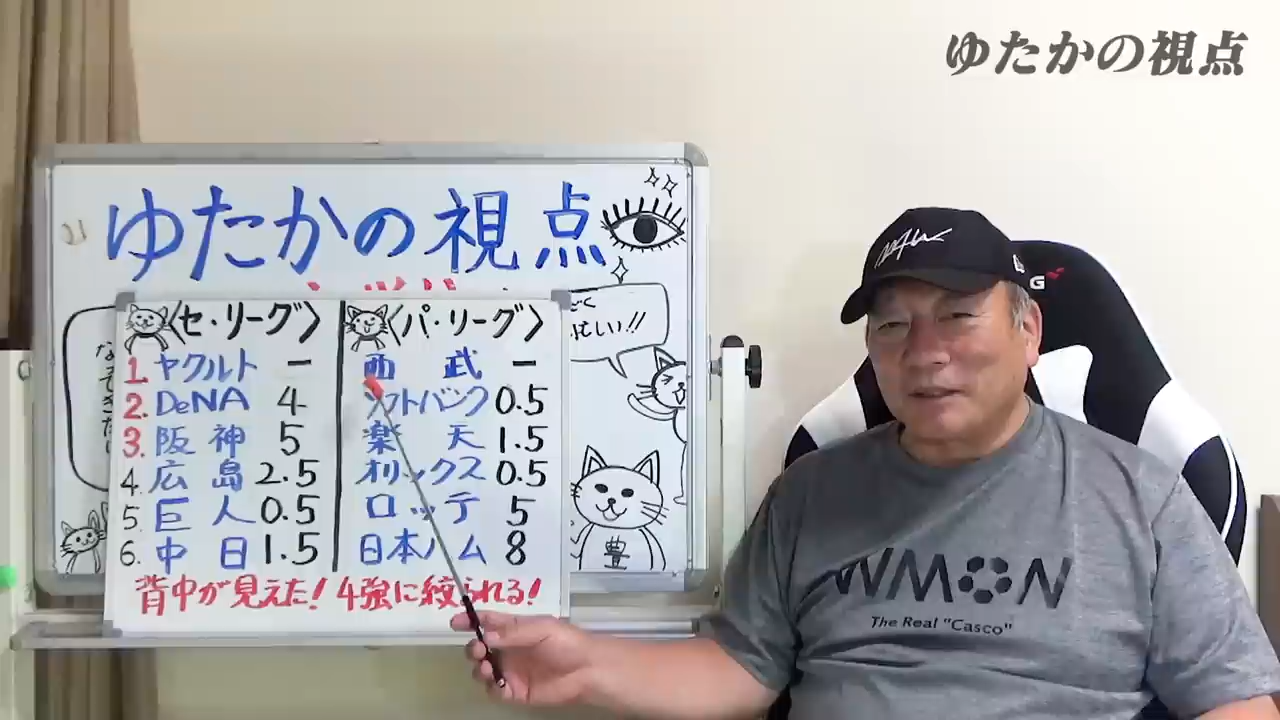 ゆたかの視点
ゆたかの視点
〈セ・リーグ〉
1. ヤクルト ー
2. DeNA 4
3. 阪神 5
4. 広島 2.5
5. 巨人 0.5
6. 中日 1.5
〈パ・リーグ〉
西武 ー
ソフトバンク 0.5
楽天 1.5
オリックス 0.5
ロッテ 5
日本ハム 8
背中が見えた! 4強に絞られる!
忙しい!!
豊
G
WMON
The Real "Casco"